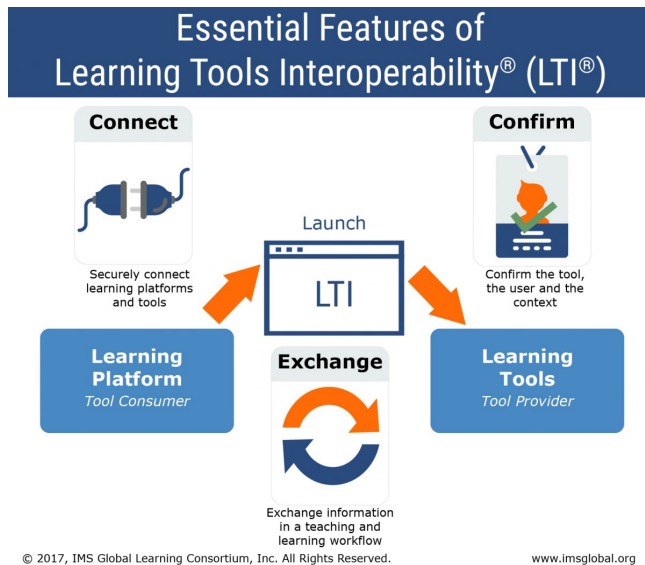 Essential Features of
Learning Tools Interoperability® (LTI®)
Connect
Securely connect
learning platforms
and tools
Confirm
Confirm the tool,
the user and the
context
Launch
LTI
Learning
Platform
Tool Consumer
Learning
Tools
Tool Provider
Exchange
Exchange information
in a teaching and
learning workflow
© 2017, IMS Global Learning Consortium, Inc. All Rights Reserved.
www.imsglobal.org